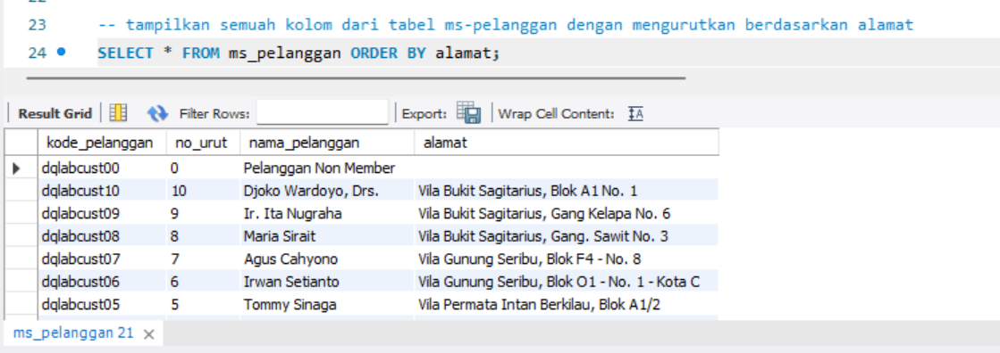 23 -- tampilkan semuah kolom dari tabel ms-pelanggan dengan mengurutkan berdasarkan alamat
24 SELECT * FROM ms_pelanggan ORDER BY alamat;
Result Grid Filter Rows: Export: Wrap Cell Content: IA
kode_pelanggan no_urut nama_pelanggan alamat
dqlabcust00 0 Pelanggan Non Member
dqlabcust10 10 Djoko Wardoyo, Drs. Vila Bukit Sagitarius, Blok A1 No. 1
dqlabcust09 9 Ir. Ita Nugraha Vila Bukit Sagitarius, Gang Kelapa No. 6
dqlabcust08 8 Maria Sirait Vila Bukit Sagitarius, Gang. Sawit No. 3
dqlabcust07 7 Agus Cahyono Vila Gunung Seribu, Blok F4 - No. 8
dqlabcust06 6 Irwan Setianto Vila Gunung Seribu, Blok O1 - No. 1 - Kota C
dqlabcust05 5 Tommy Sinaga Vila Permata Intan Berkilau, Blok A1/2
ms_pelanggan 21